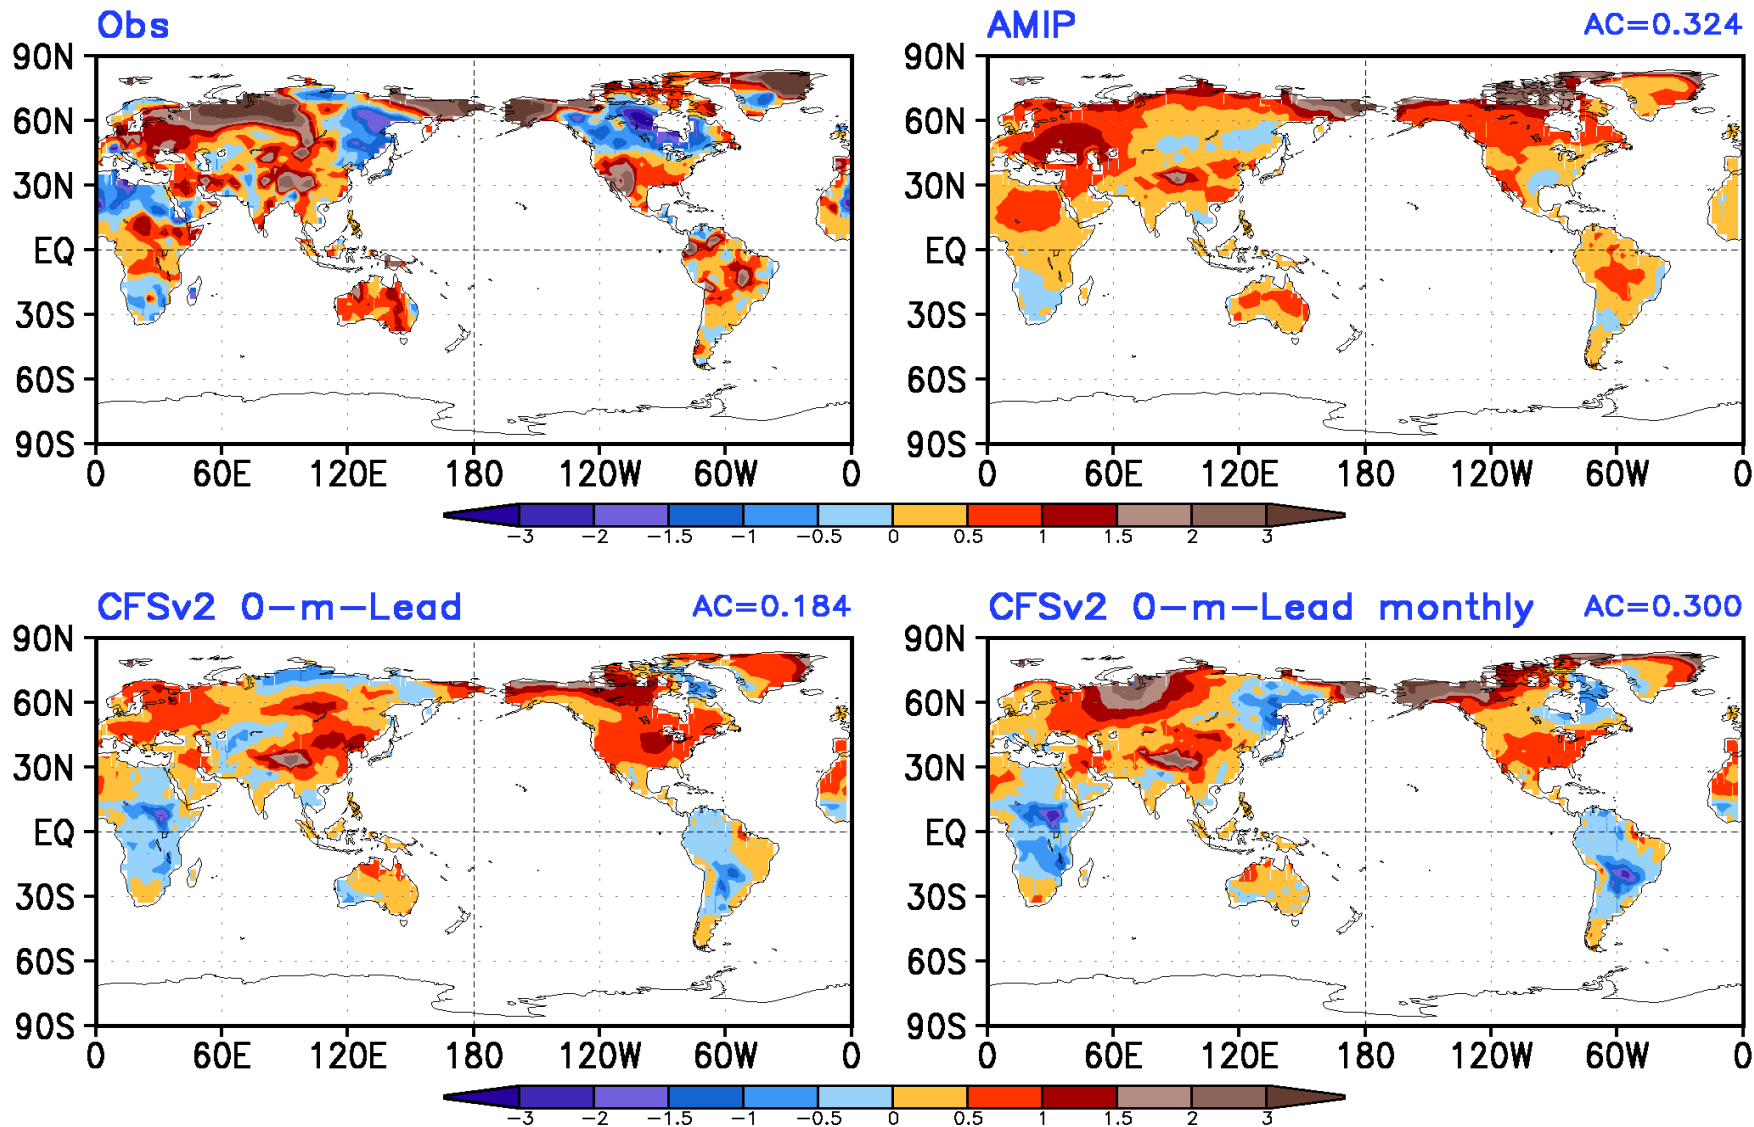 Obs
AMIP AC=0.324
90N 90N
60N 60N
30N 30N
EQ EQ
30S 30S
60S 60S
90S 90S
0 60E 120E 180 120W 60W 0 0 60E 120E 180 120W 60W 0
-3 -2 -1.5 -1 -0.5 0 0.5 1 1.5 2 3
CFSv2 0-m-Lead AC=0.184
CFSv2 0-m-Lead monthly AC=0.300
90N 90N
60N 60N
30N 30N
EQ EQ
30S 30S
60S 60S
90S 90S
0 60E 120E 180 120W 60W 0 0 60E 120E 180 120W 60W 0
-3 -2 -1.5 -1 -0.5 0 0.5 1 1.5 2 3